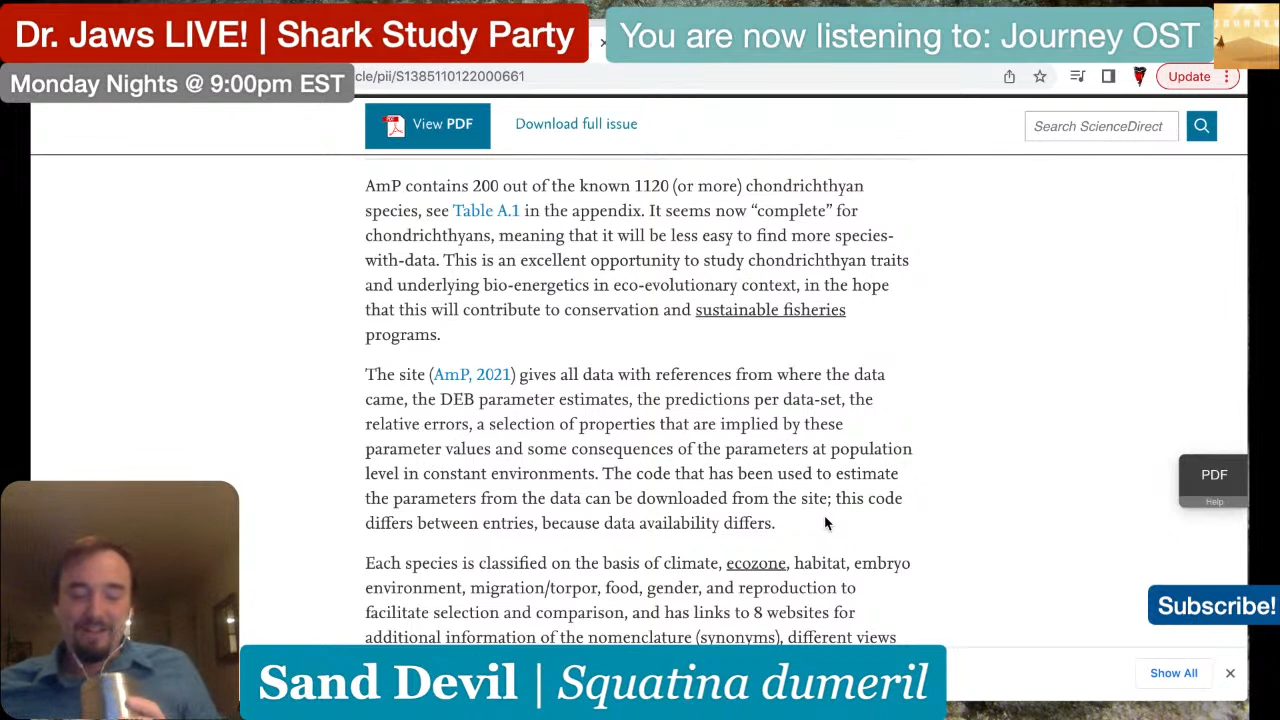 Dr. Jaws LIVE! | Shark Study Party
You are now listening to: Journey OST
Monday Nights @ 9:00pm EST
cle/pii/S1385110122000661
Update
View PDF
Download full issue
Search ScienceDirect
AmP contains 200 out of the known 1120 (or more) chondrichthyan
species, see Table A.1 in the appendix. It seems now “complete” for
chondrichthyans, meaning that it will be less easy to find more species-
with-data. This is an excellent opportunity to study chondrichthyan traits
and underlying bio-energetics in eco-evolutionary context, in the hope
that this will contribute to conservation and sustainable fisheries
programs.
The site (AmP, 2021) gives all data with references from where the data
came, the DEB parameter estimates, the predictions per data-set, the
relative errors, a selection of properties that are implied by these
parameter values and some consequences of the parameters at population
level in constant environments. The code that has been used to estimate
the parameters from the data can be downloaded from the site; this code
differs between entries, because data availability differs.
PDF
Help
Each species is classified on the basis of climate, ecozone, habitat, embryo
environment, migration/torpor, food, gender, and reproduction to
facilitate selection and comparison, and has links to 8 websites for
additional information of the nomenclature (synonyms), different views
Subscribe!
Sand Devil | Squatina dumeril
Show All